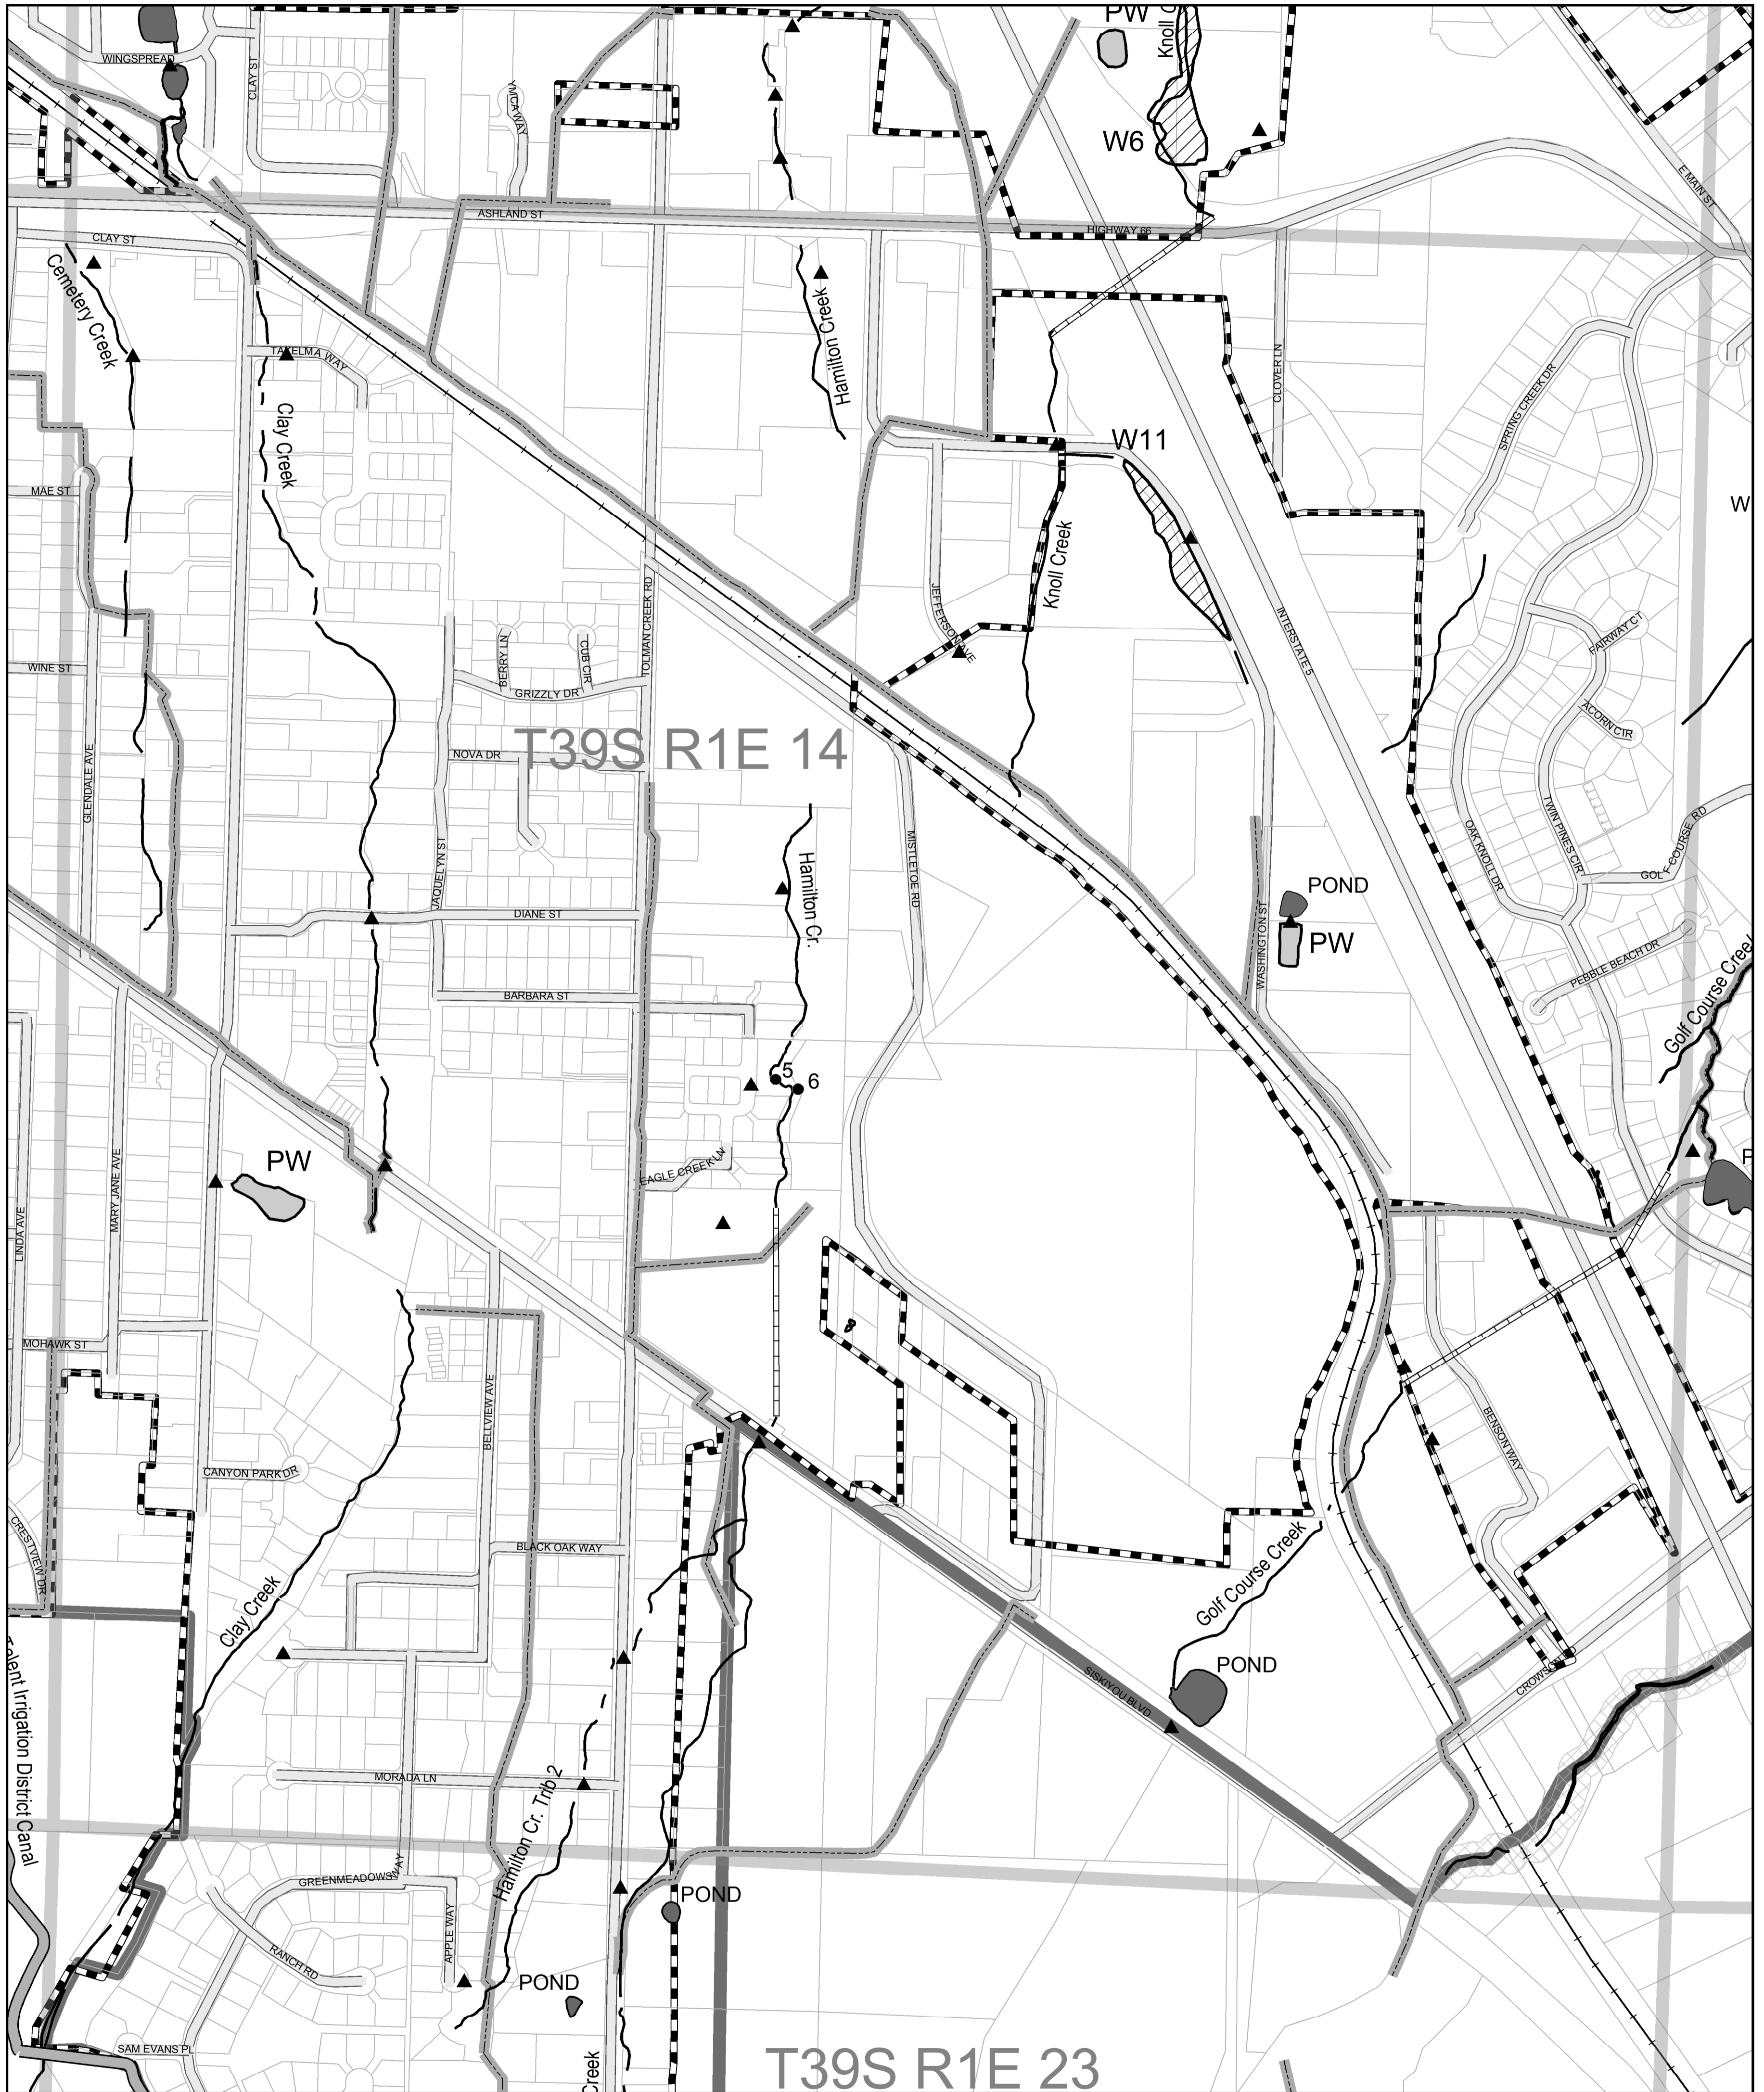 PW
Knoll C
WINGSPREAD
CLAY ST
YMCA WAY
W6
E MAIN ST
ASHLAND ST
HIGHWAY 66
CLAY ST
Cemetery Creek
Hamilton Creek
TAKELMA WAY
CLOVER LN
SPRING CREEK DR
Clay Creek
W11
MAE ST
W
Knoll Creek
JEFFERSON AVE
TOLMAN CREEK RD
INTERSTATE 5
FAIRWAY CT
BERRY LN
CUB CIR
WINE ST
GRIZZLY DR
ACORN CIR
T39S R1E 14
NOVA DR
GLENDALE AVE
JAQUELYN ST
MISTLETOE RD
OAK KNOLL DR
TWIN PINES CIR
GOLF COURSE RD
Hamilton Cr.
POND
DIANE ST
PW
WASHINGTON ST
PEBBLE BEACH DR
BARBARA ST
Golf Course Creek
5
6
PW
EAGLE CREEK LN
P
MARY JANE AVE
LINDA AVE
MOHAWK ST
BELLVIEW AVE
BENSON WAY
CANYON PARK DR
CRESTVIEW DR
BLACK OAK WAY
Golf Course Creek
Clay Creek
POND
SISKIYOU BLVD
CROWSON
Talent Irrigation District Canal
MORADA LN
Hamilton Cr. Trib 2
GREENMEADOWS WAY
POND
APPLE WAY
RANCH RD
POND
SAM EVANS PL
Creek
T39S R1E 23